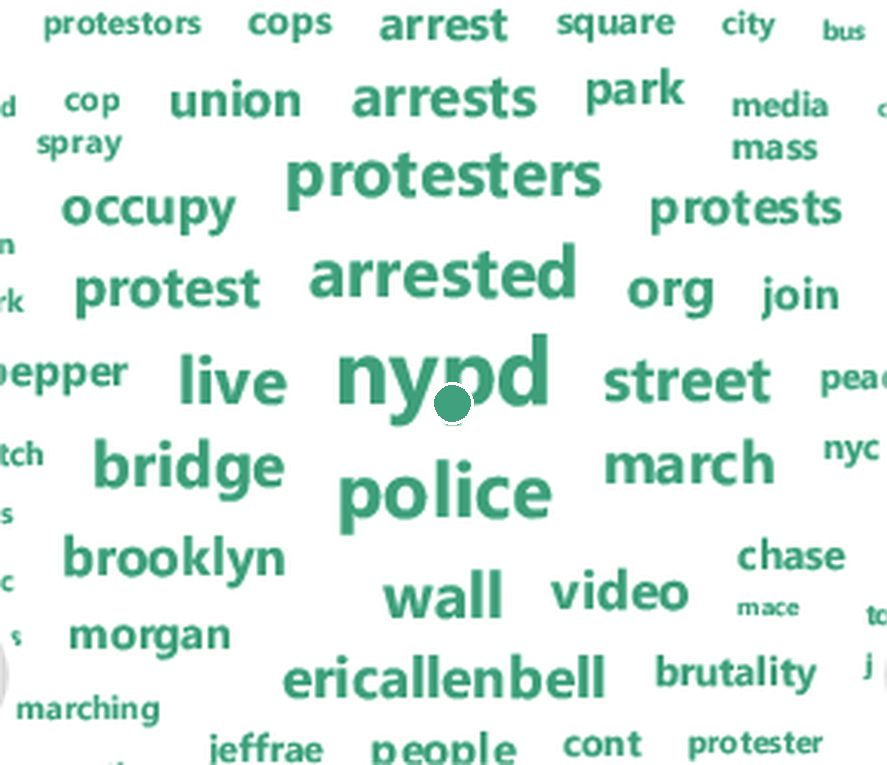 protestors cops arrest square city bus
d cop union arrests park media
spray protesters mass
occupy protests
n
protest arrested org join
rk
pepper live nypd street peac
tch bridge police march nyc
s
brooklyn chase
c wall video mace
s morgan
ericallenbell brutality j
marching
jeffrae people cont protester